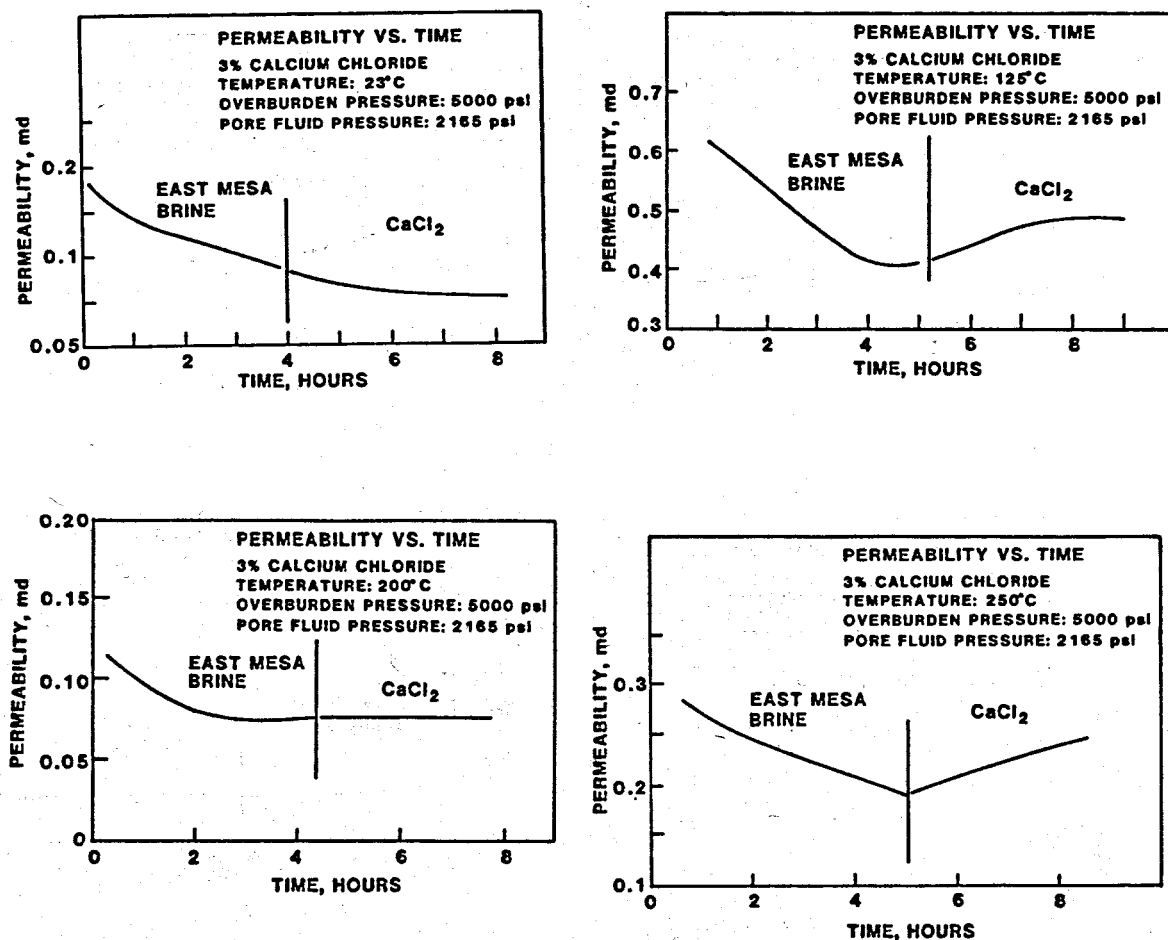 PERMEABILITY VS. TIME
3% CALCIUM CHLORIDE
TEMPERATURE: 23°C
OVERBURDEN PRESSURE: 5000 psi
PORE FLUID PRESSURE: 2165 psi
PERMEABILITY, md
0.2
0.1
0.05
EAST MESA
BRINE
CaCl2
0 2 4 6 8
TIME, HOURS
PERMEABILITY VS. TIME
3% CALCIUM CHLORIDE
TEMPERATURE: 125°C
OVERBURDEN PRESSURE: 5000 psi
PORE FLUID PRESSURE: 2165 psi
PERMEABILITY, md
0.7
0.6
0.5
0.4
0.3
EAST MESA
BRINE
CaCl2
0 2 4 6 8
TIME, HOURS
PERMEABILITY VS. TIME
3% CALCIUM CHLORIDE
TEMPERATURE: 200°C
OVERBURDEN PRESSURE: 5000 psi
PORE FLUID PRESSURE: 2165 psi
PERMEABILITY, md
0.20
0.15
0.10
0.05
0
EAST MESA
BRINE
CaCl2
0 2 4 6 8
TIME, HOURS
PERMEABILITY VS. TIME
3% CALCIUM CHLORIDE
TEMPERATURE: 250°C
OVERBURDEN PRESSURE: 5000 psi
PORE FLUID PRESSURE: 2165 psi
PERMEABILITY, md
0.3
0.2
0.1
EAST MESA
BRINE
CaCl2
0 2 4 6 8
TIME, HOURS